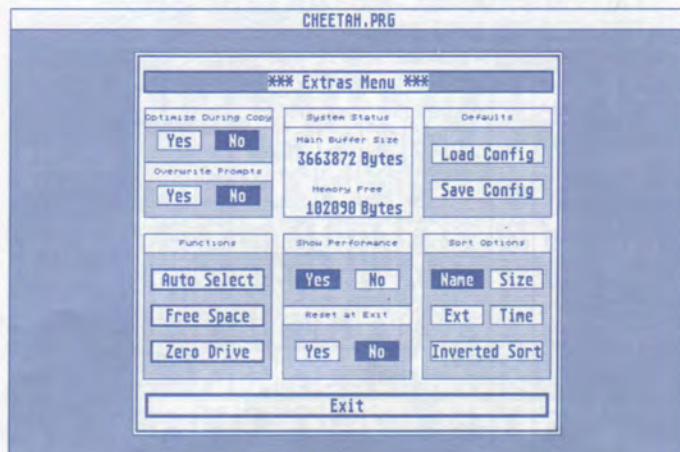 CHEETAH.PRG
*** Extras Menu ***
Optimize During Copy
Yes No
Overwrite Prompts
Yes No
System Status
Main Buffer Size
3663872 Bytes
Memory Free
102890 Bytes
Defaults
Load Config
Save Config
Functions
Auto Select
Free Space
Zero Drive
Show Performance
Yes No
Reset at Exit
Yes No
Sort Options
Name Size
Ext Time
Inverted Sort
Exit